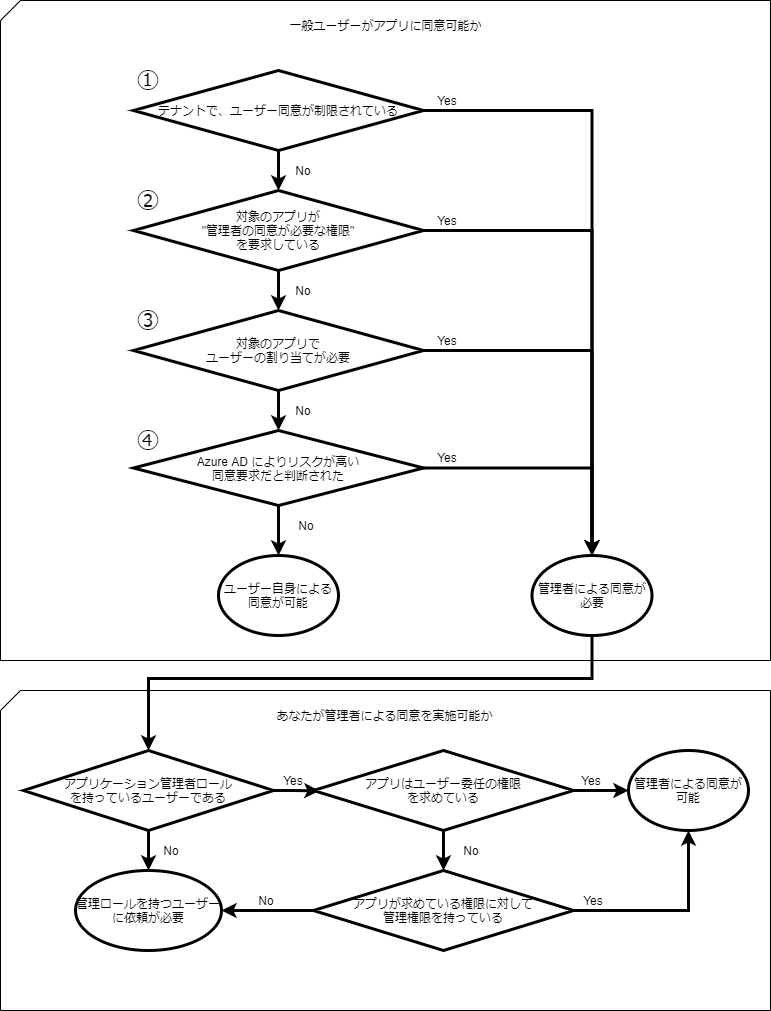 一般ユーザーがアプリに同意可能か
①
テナントで、ユーザー同意が制限されている
Yes
No
②
対象のアプリが
"管理者の同意が必要な権限"
を要求している
Yes
No
③
対象のアプリで
ユーザーの割り当てが必要
Yes
No
④
Azure AD によりリスクが高い
同意要求だと判断された
Yes
No
ユーザー自身による
同意が可能
管理者による同意が
必要
あなたが管理者による同意を実施可能か
アプリケーション管理者ロール
を持っているユーザーである
Yes
アプリはユーザー委任の権限
を求めている
Yes
管理者による同意が
可能
No
No
管理ロールを持つユーザー
に依頼が必要
No
アプリが求めている権限に対して
管理権限を持っている
Yes